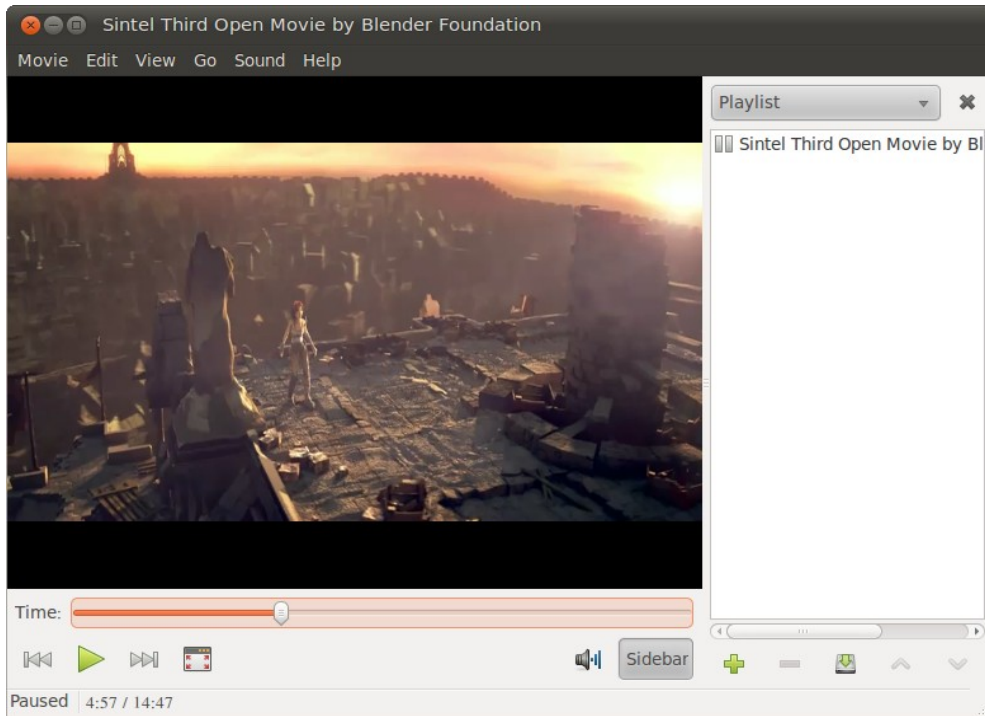 Sintel Third Open Movie by Blender Foundation
Movie Edit View Go Sound Help
Playlist
Sintel Third Open Movie by Bl
Time:
Sidebar
Paused 4:57 / 14:47